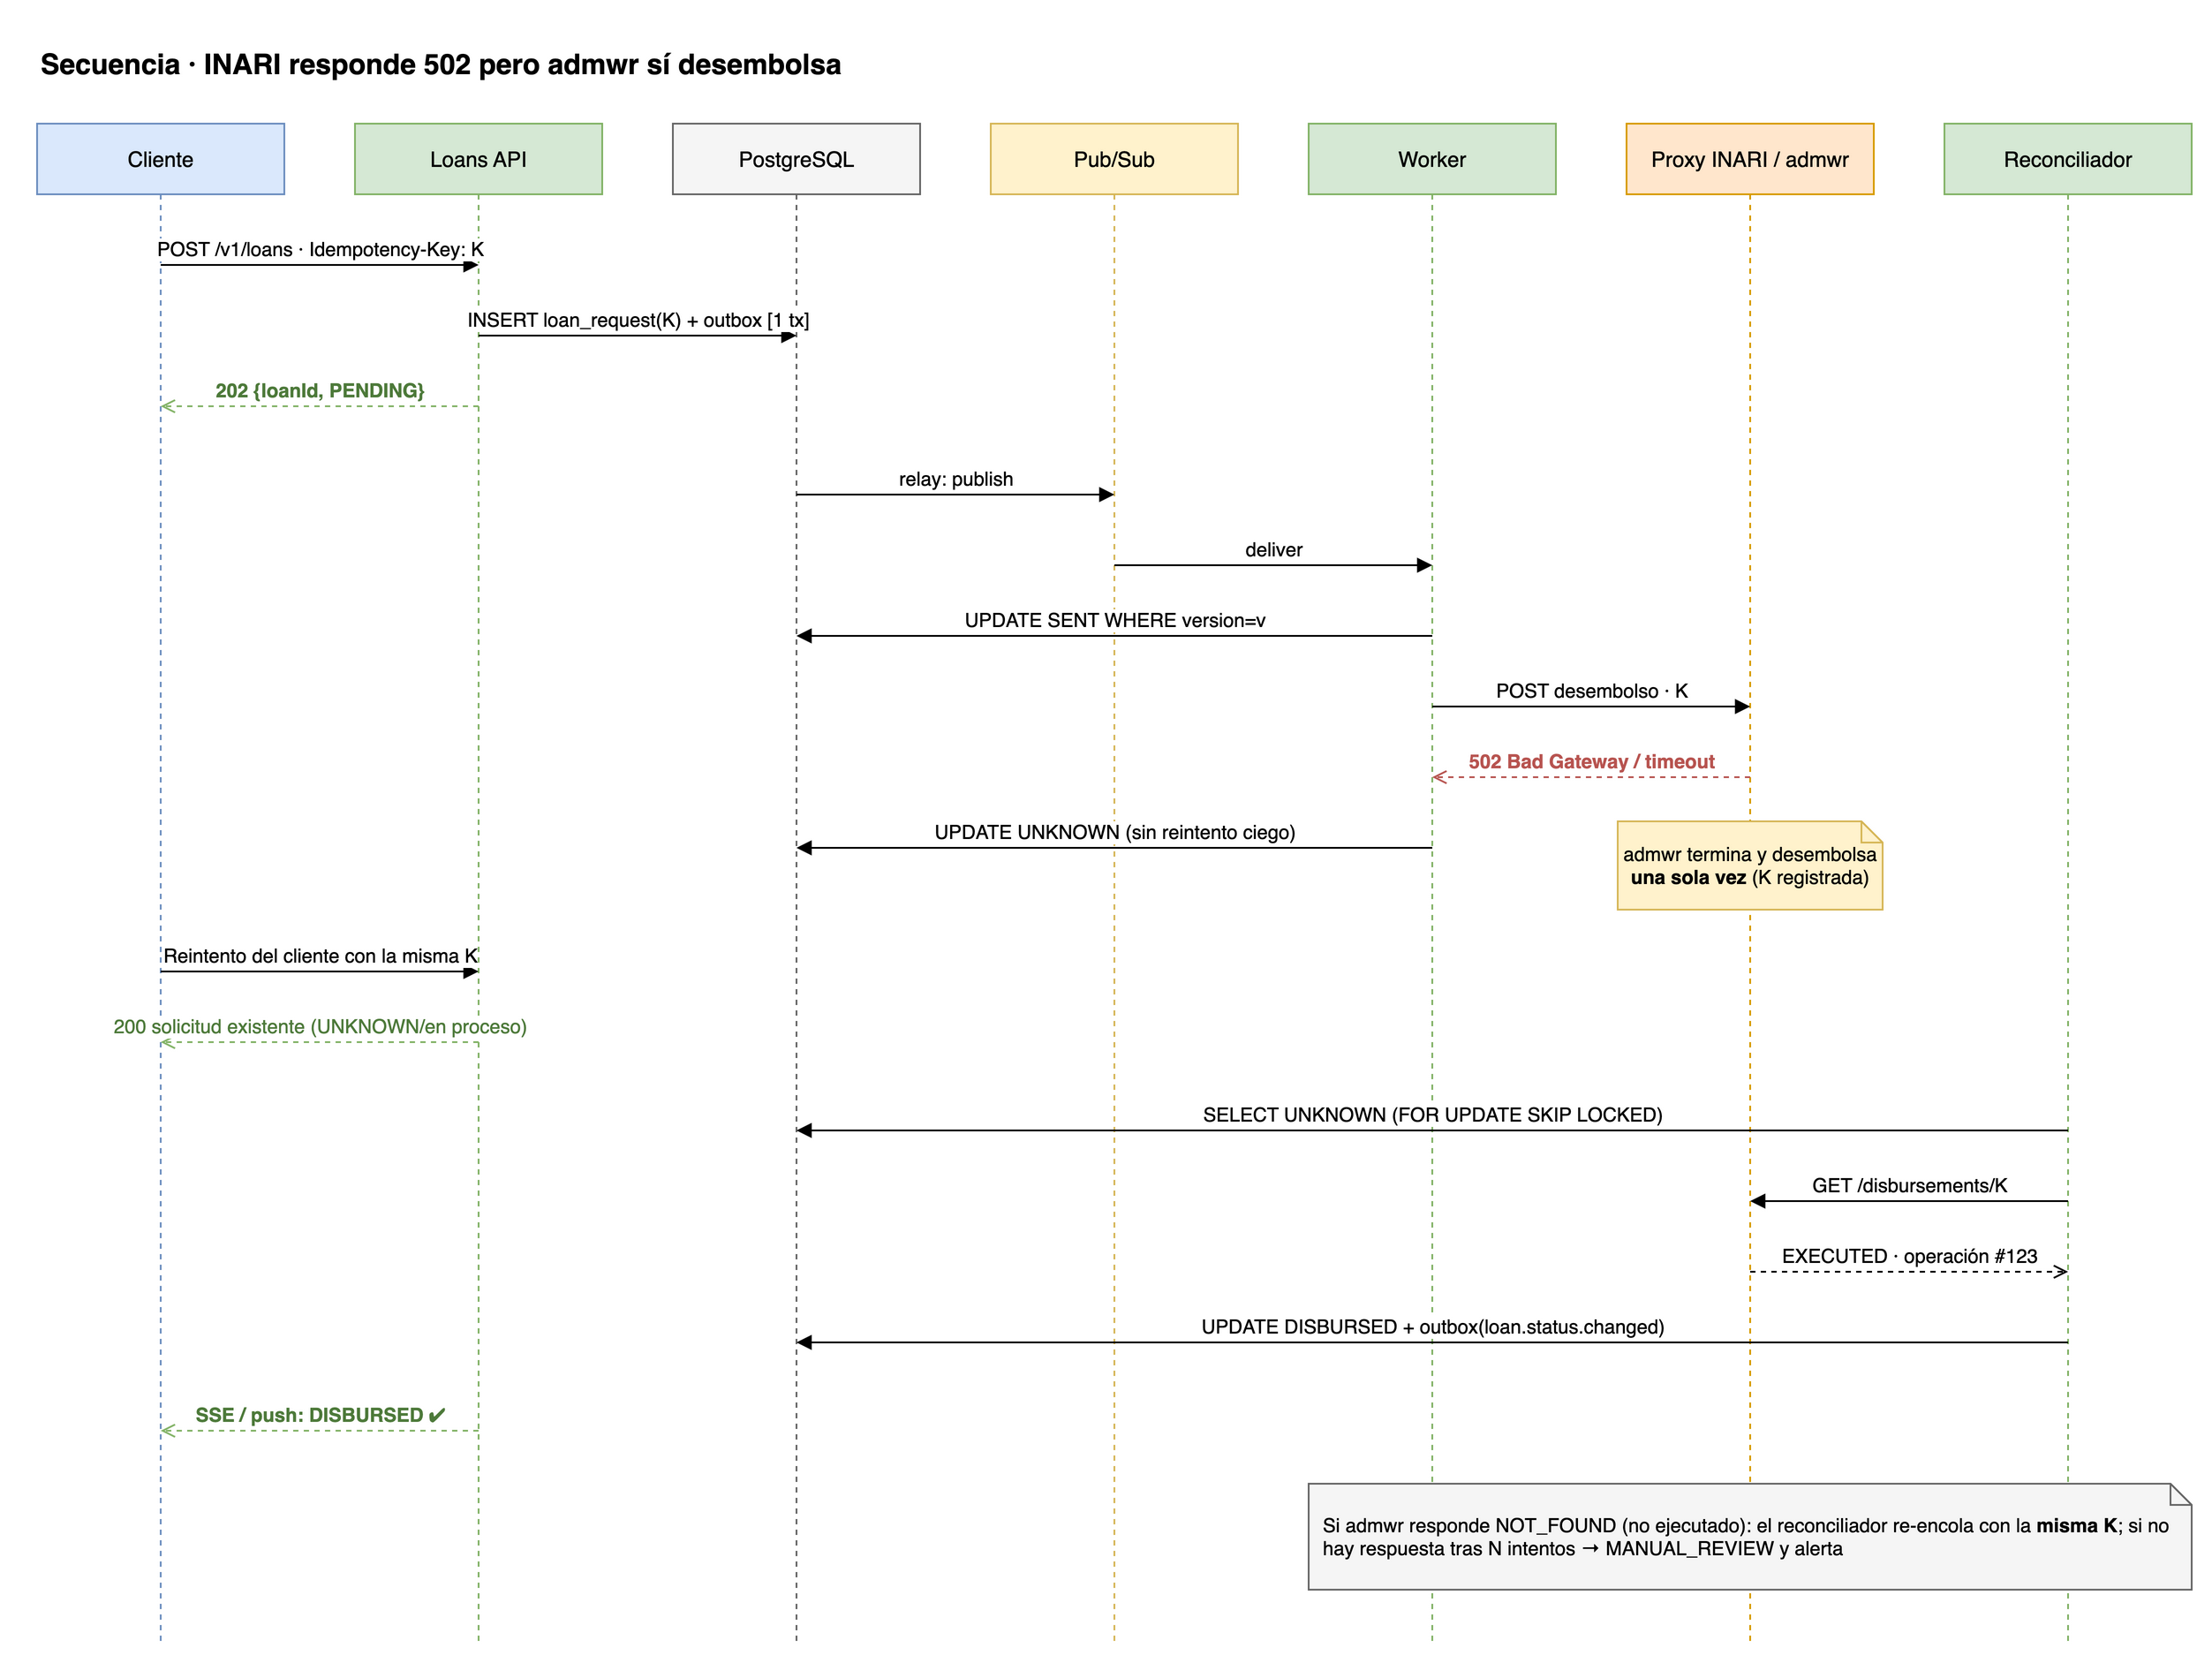 Secuencia · INARI responde 502 pero admwr sí desembolsa
Cliente
Loans API
PostgreSQL
Pub/Sub
Worker
Proxy INARI / admwr
Reconciliador
POST /v1/loans · Idempotency-Key: K
INSERT loan_request(K) + outbox [1 tx]
202 {loanId, PENDING}
relay: publish
deliver
UPDATE SENT WHERE version=v
POST desembolso · K
502 Bad Gateway / timeout
UPDATE UNKNOWN (sin reintento ciego)
admwr termina y desembolsa
una sola vez (K registrada)
Reintento del cliente con la misma K
200 solicitud existente (UNKNOWN/en proceso)
SELECT UNKNOWN (FOR UPDATE SKIP LOCKED)
GET /disbursements/K
EXECUTED · operación #123
UPDATE DISBURSED + outbox(loan.status.changed)
SSE / push: DISBURSED ✔
Si admwr responde NOT_FOUND (no ejecutado): el reconciliador re-encola con la misma K; si no
hay respuesta tras N intentos → MANUAL_REVIEW y alerta